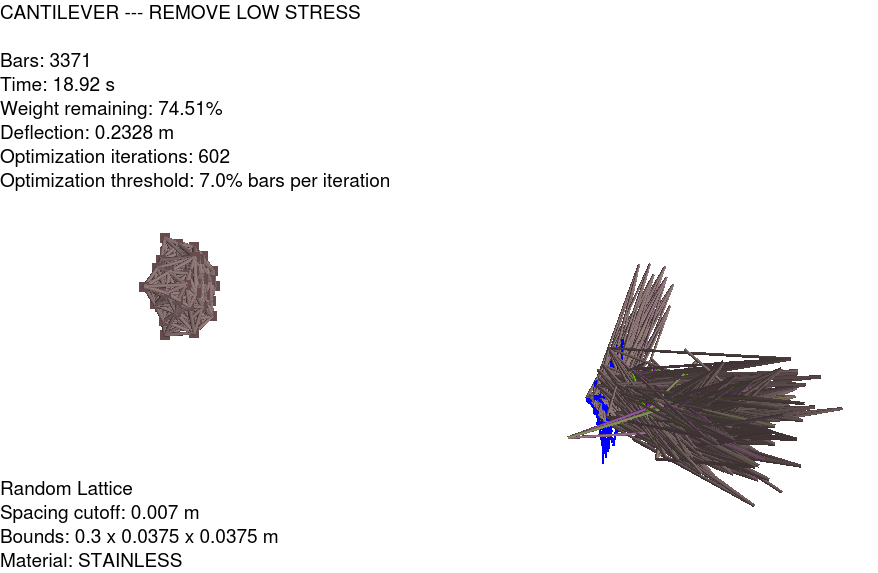 CANTILEVER --- REMOVE LOW STRESS
Bars: 3371
Time: 18.92 s
Weight remaining: 74.51%
Deflection: 0.2328 m
Optimization iterations: 602
Optimization threshold: 7.0% bars per iteration
Random Lattice
Spacing cutoff: 0.007 m
Bounds: 0.3 x 0.0375 x 0.0375 m
Material: STAINLESS